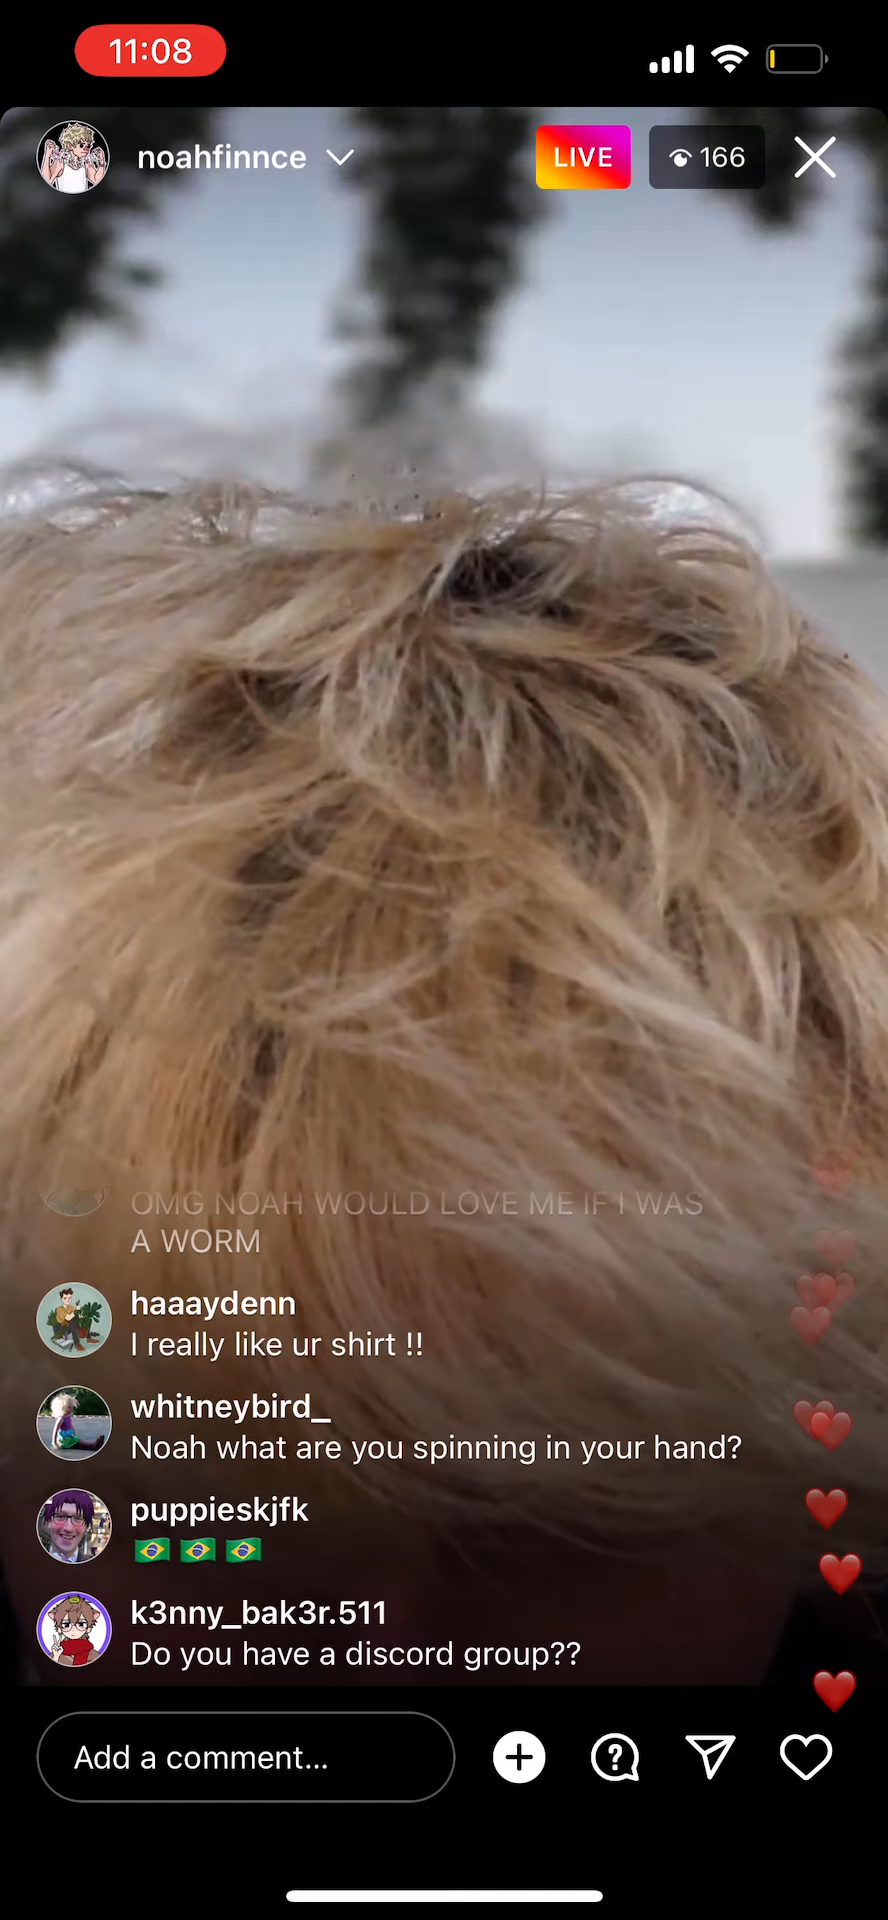 11:08
noahfinnce
LIVE
166
OMG NOAH WOULD LOVE ME IF I WAS
A WORM
haaaydenn
I really like ur shirt !!
whitneybird_
Noah what are you spinning in your hand?
puppieskjfk
🇧🇷 🇧🇷 🇧🇷
k3nny_bak3r.511
Do you have a discord group??
Add a comment...